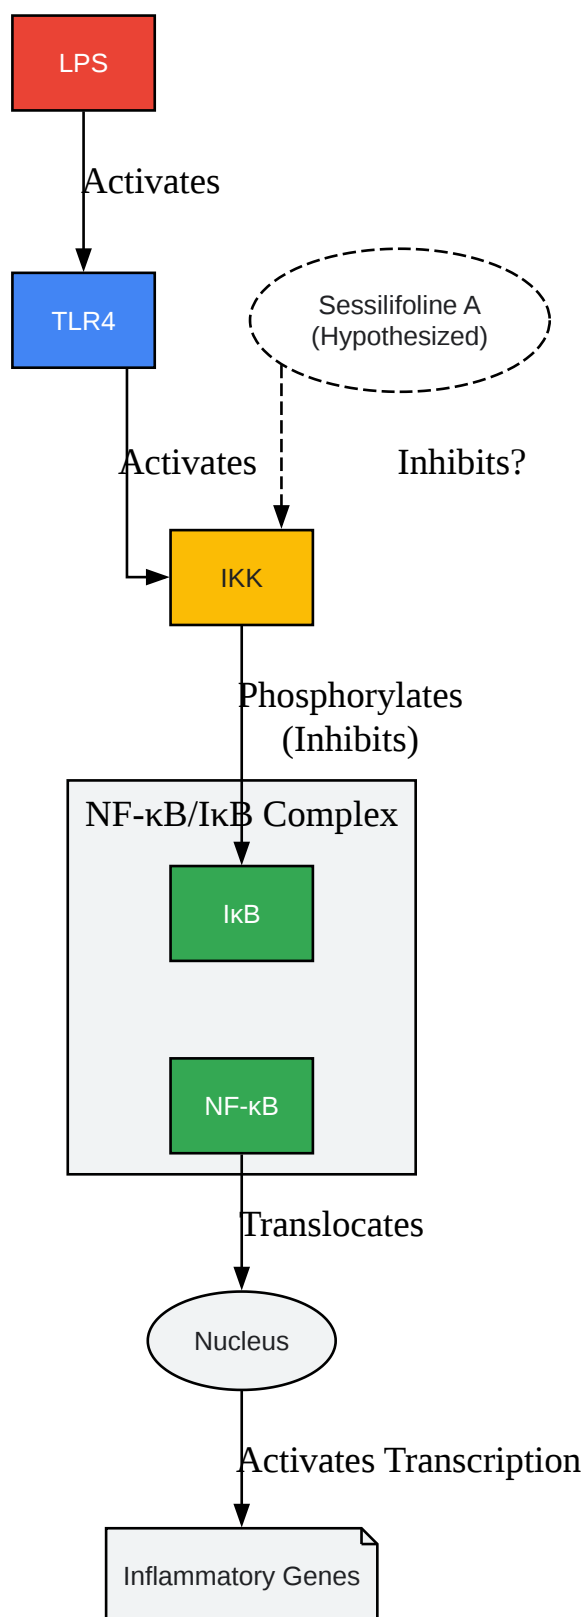 LPS
Activates
TLR4
Sessilifoline A
(Hypothesized)
Activates
Inhibits?
IKK
Phosphorylates
(Inhibits)
NF-κB/IκB Complex
IκB
NF-κB
Translocates
Nucleus
Activates Transcription
Inflammatory Genes